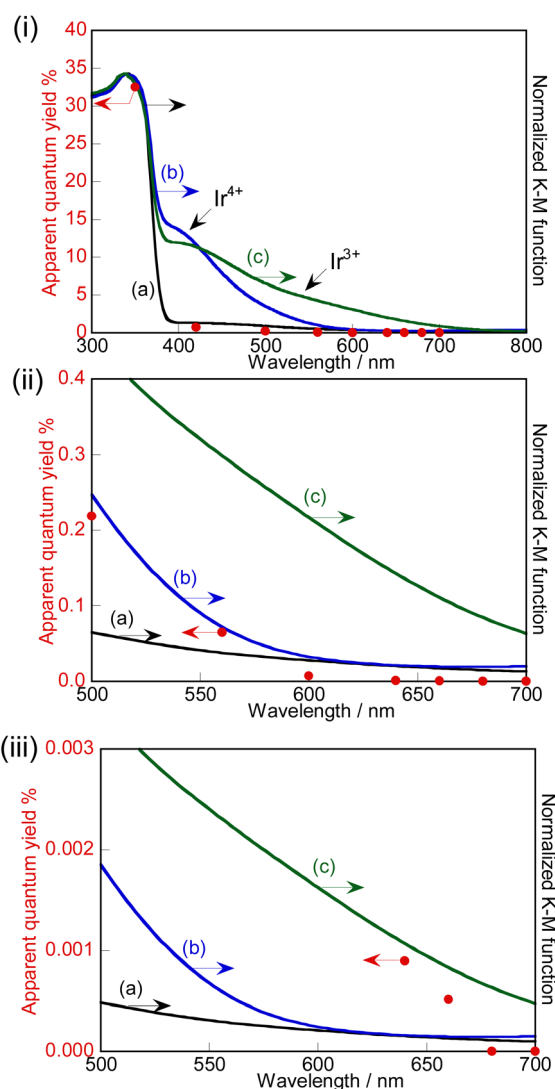 (i)
Apparent quantum yield %
40
35
30
25
20
15
10
5
0
(a)
(b)
(c)
Ir4+
Ir3+
300 400 500 600 700 800
Wavelength / nm
Normalized K-M function
(ii)
Apparent quantum yield %
0.4
0.3
0.2
0.1
0.0
(a)
(b)
(c)
500 550 600 650 700
Wavelength / nm
Normalized K-M function
(iii)
Apparent quantum yield %
0.003
0.002
0.001
0.000
(a)
(b)
(c)
500 550 600 650 700
Wavelength / nm
Normalized K-M function